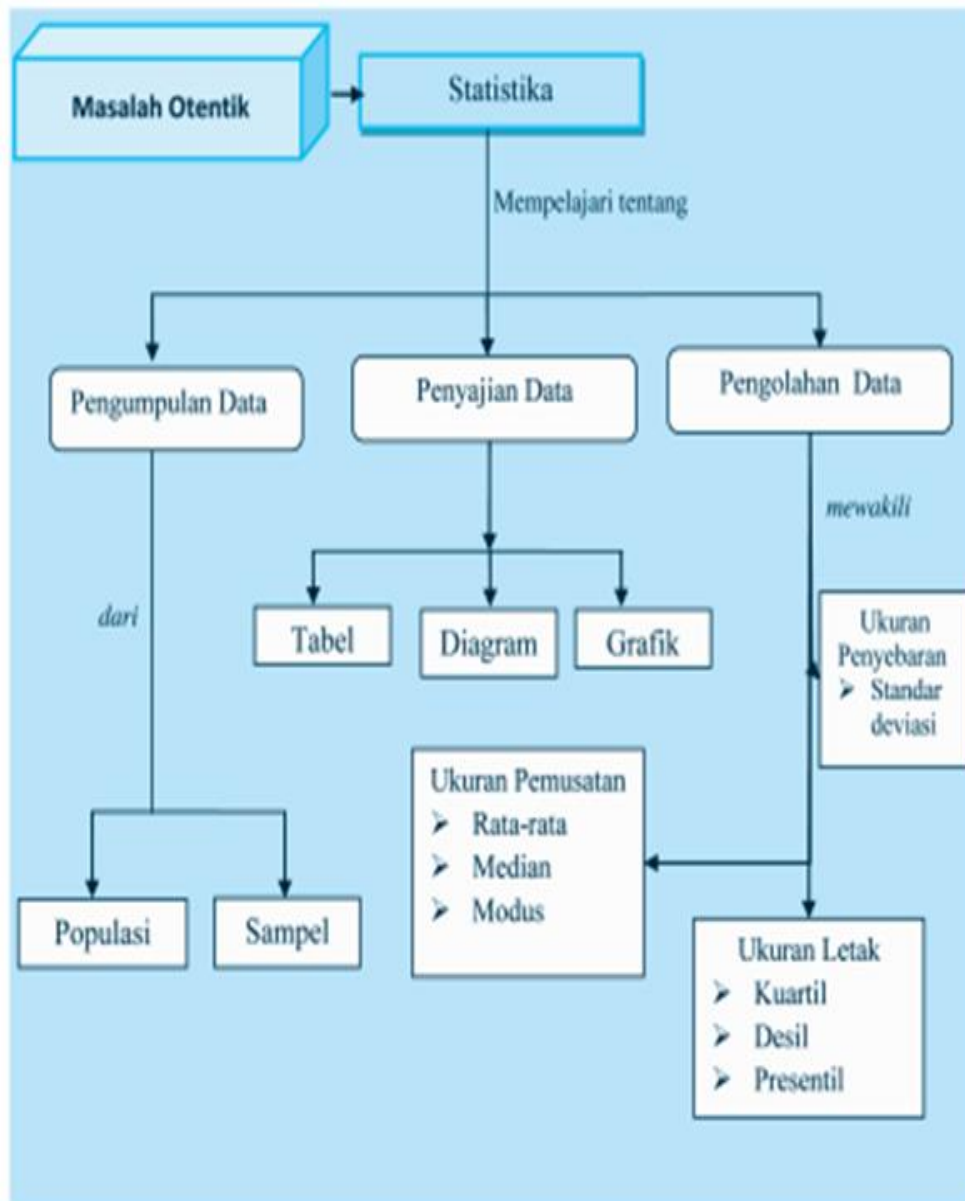 Masalah Otentik
Statistika
Mempelajari tentang
Pengumpulan Data
Penyajian Data
Pengolahan Data
dari
mewakili
Tabel
Diagram
Grafik
Ukuran
Penyebaran
➢ Standar
deviasi
Ukuran Pemusatan
➢ Rata-rata
➢ Median
➢ Modus
Populasi
Sampel
Ukuran Letak
➢ Kuartil
➢ Desil
➢ Presentil